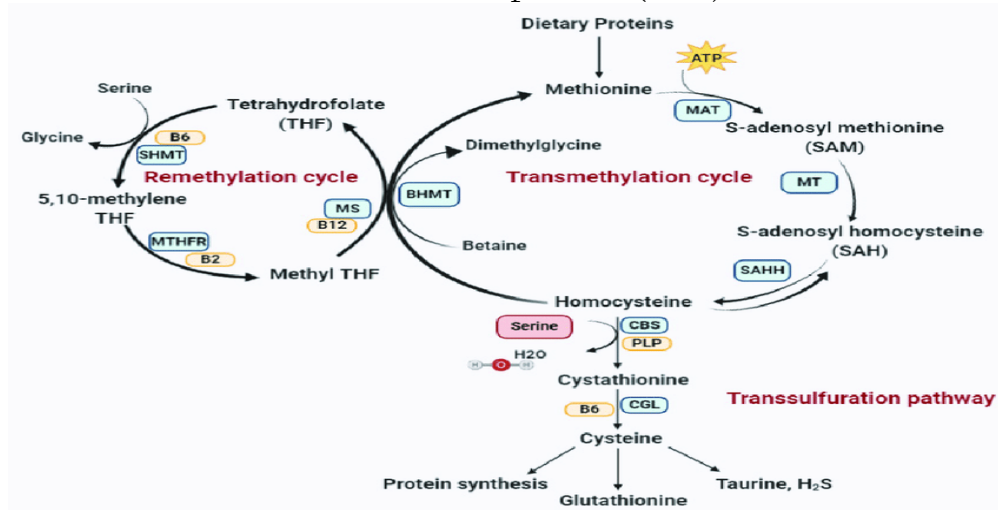 Dietary Proteins
ATP
Methionine
MAT
S-adenosyl methionine
(SAM)
MT
S-adenosyl homocysteine
(SAH)
SAHH
Transmethylation cycle
Serine
Glycine
Tetrahydrofolate
(THF)
B6
SHMT
Remethylation cycle
5,10-methylene
THF
MTHFR
B2
Methyl THF
MS
B12
Dimethylglycine
BHMT
Betaine
Homocysteine
Serine
CBS
PLP
H2O
H
O
H
Cystathionine
B6
CGL
Transsulfuration pathway
Cysteine
Protein synthesis
Glutathionine
Taurine, H₂S